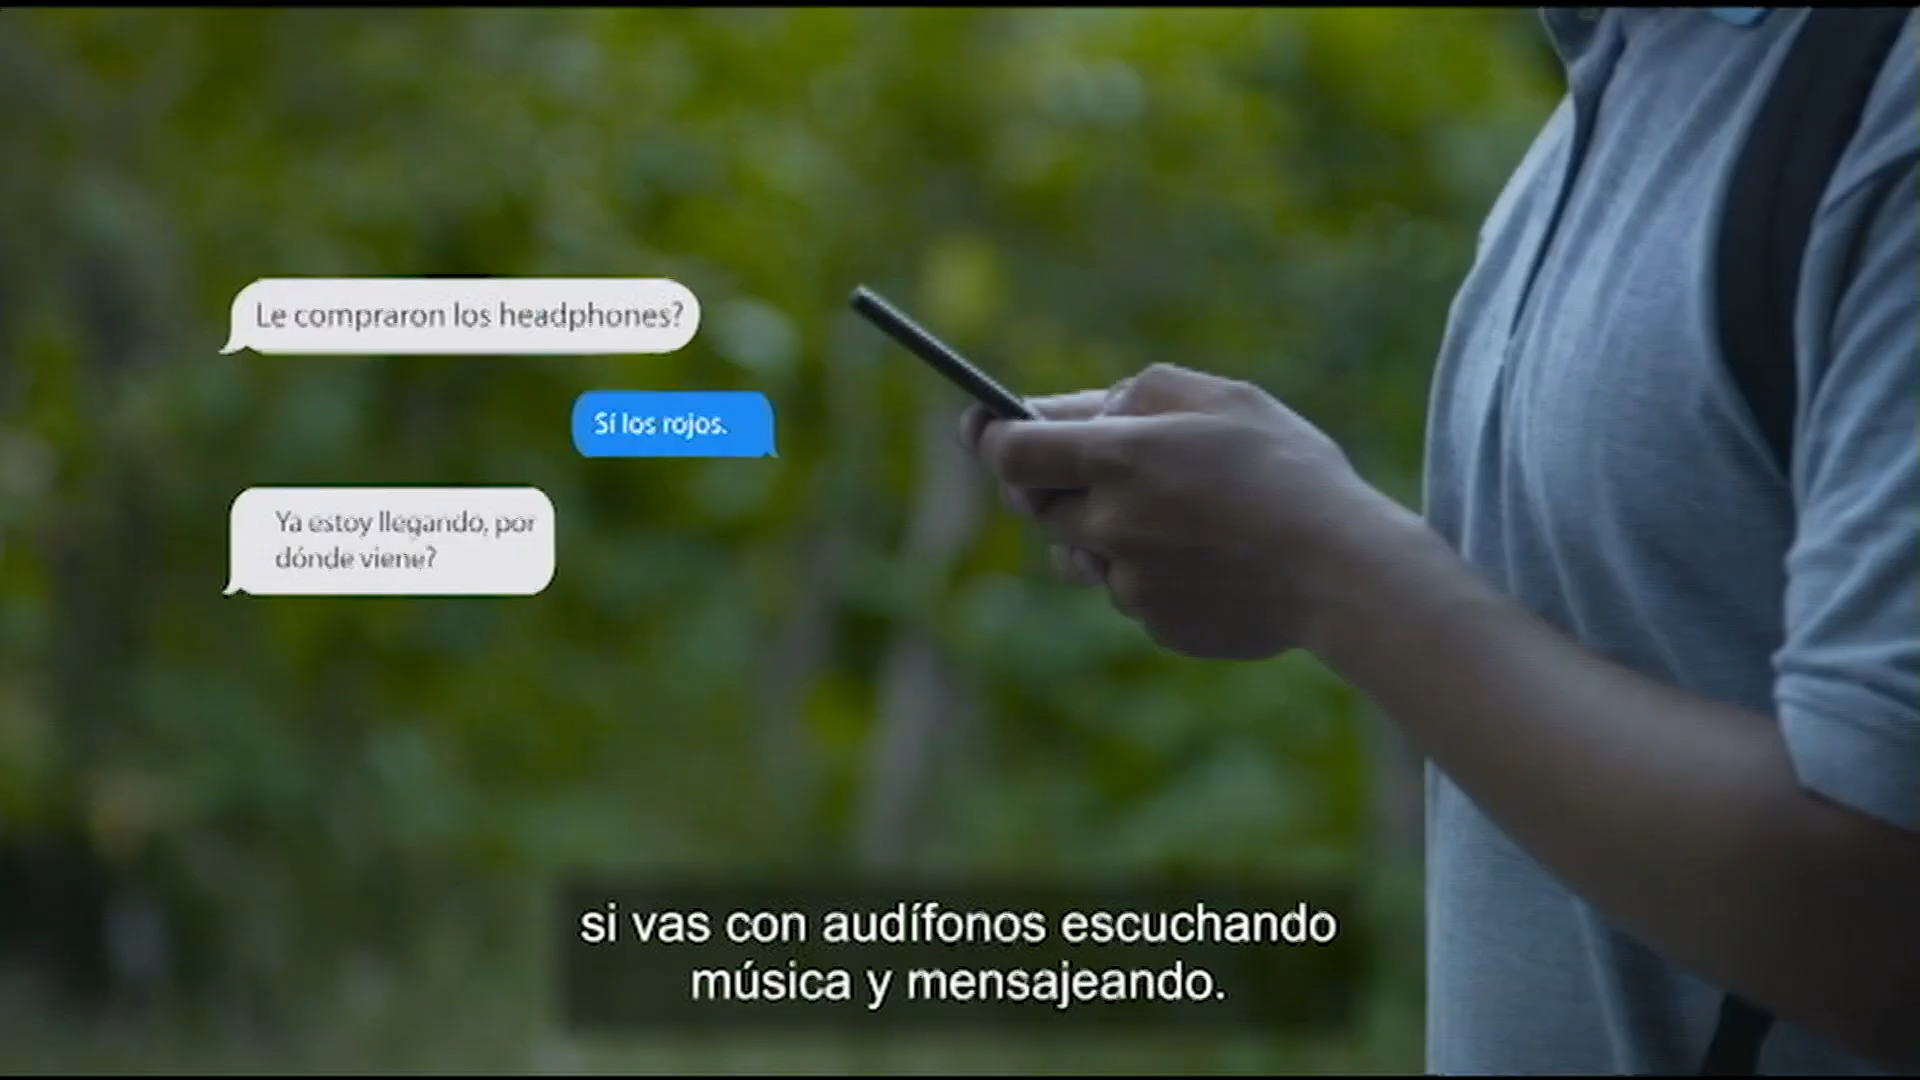 Le compraron los headphones?
Sí los rojos.
Ya estoy llegando, por
dónde viene?
si vas con audífonos escuchando
música y mensajeando.